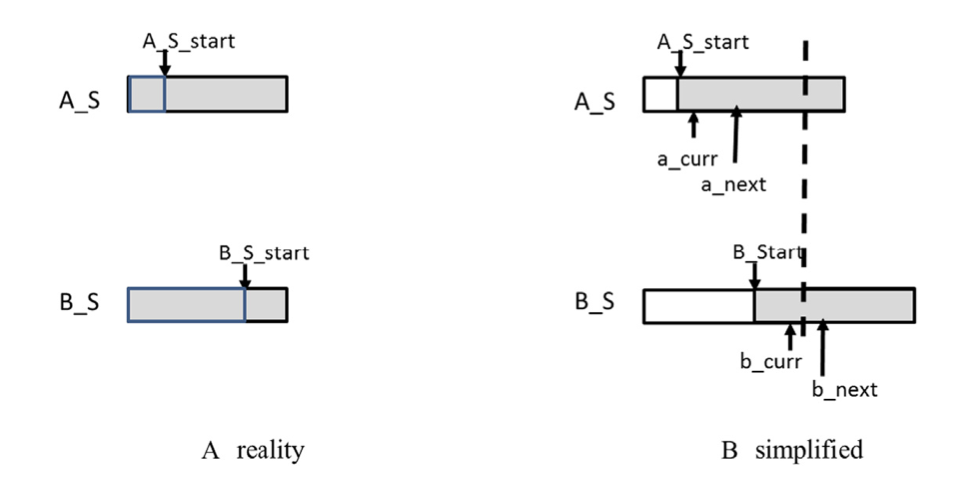 A_S_start
A_S
B_S_start
B_S
A reality
A_S_start
A_S
a_curr
a_next
B_Start
B_S
b_curr
b_next
B simplified